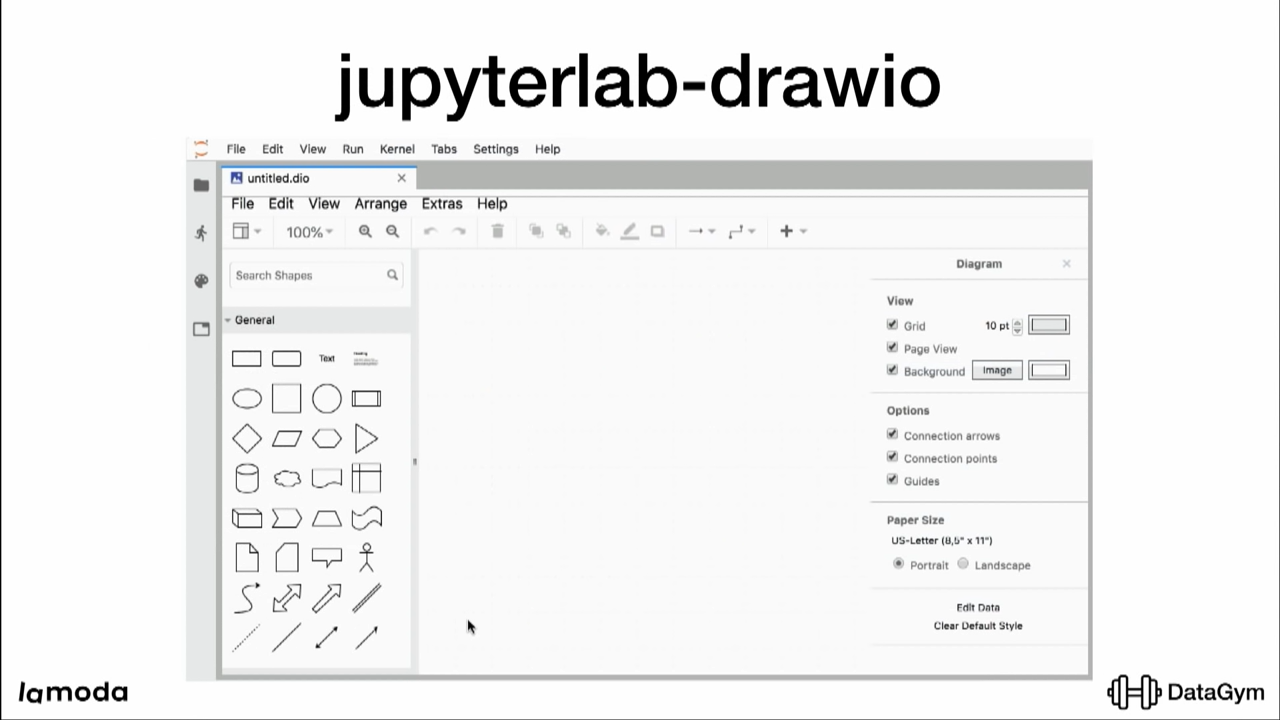 jupyterlab-drawio
File Edit View Run Kernel Tabs Settings Help
untitled.dio
File Edit View Arrange Extras Help
100%
Diagram
Search Shapes
View
General
Grid 10 pt
Text
Page View
Background Image
Options
Connection arrows
Connection points
Guides
Paper Size
US-Letter (8,5" x 11")
Portrait Landscape
Edit Data
Clear Default Style
lamoda
DataGym